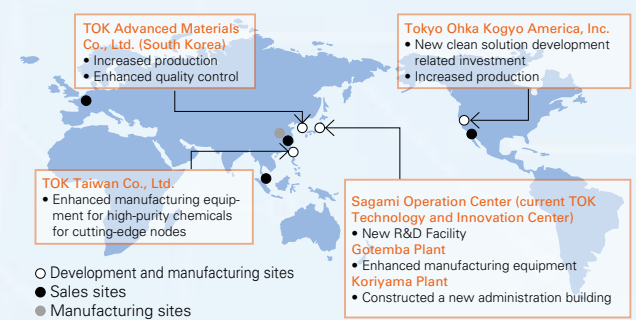 TOK Advanced Materials
Co., Ltd. (South Korea)
• Increased production
• Enhanced quality control
Tokyo Ohka Kogyo America, Inc.
• New clean solution development
related investment
• Increased production
TOK Taiwan Co., Ltd.
• Enhanced manufacturing equip-
ment for high-purity chemicals
for cutting-edge nodes
Sagami Operation Center (current TOK
Technology and Innovation Center)
• New R&D Facility
Gotemba Plant
• Enhanced manufacturing equipment
Koriyama Plant
• Constructed a new administration building
Development and manufacturing sites
Sales sites
Manufacturing sites